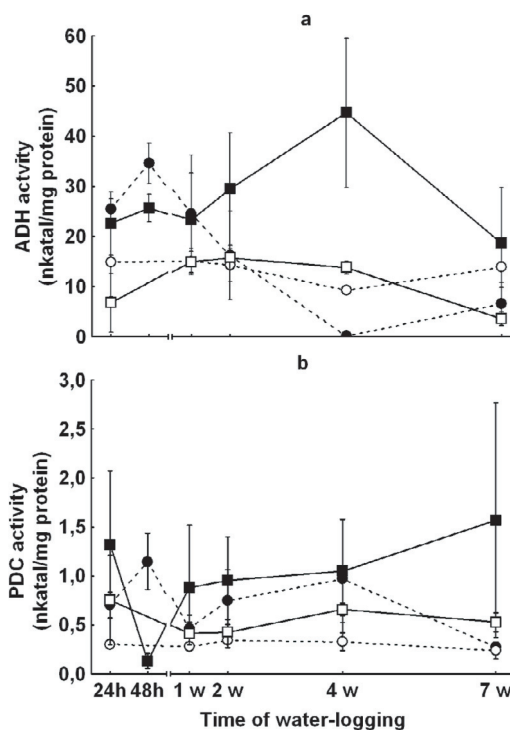 a
60
50
40
30
20
10
0
ADH actvity
(nkatal/mg protein)
b
3,0
2,5
2,0
1,5
1,0
0,5
0,0
PDC activity
(nkatal/mg protein)
24h 48h 1 w 2 w 4 w 7 w
Time of water-logging